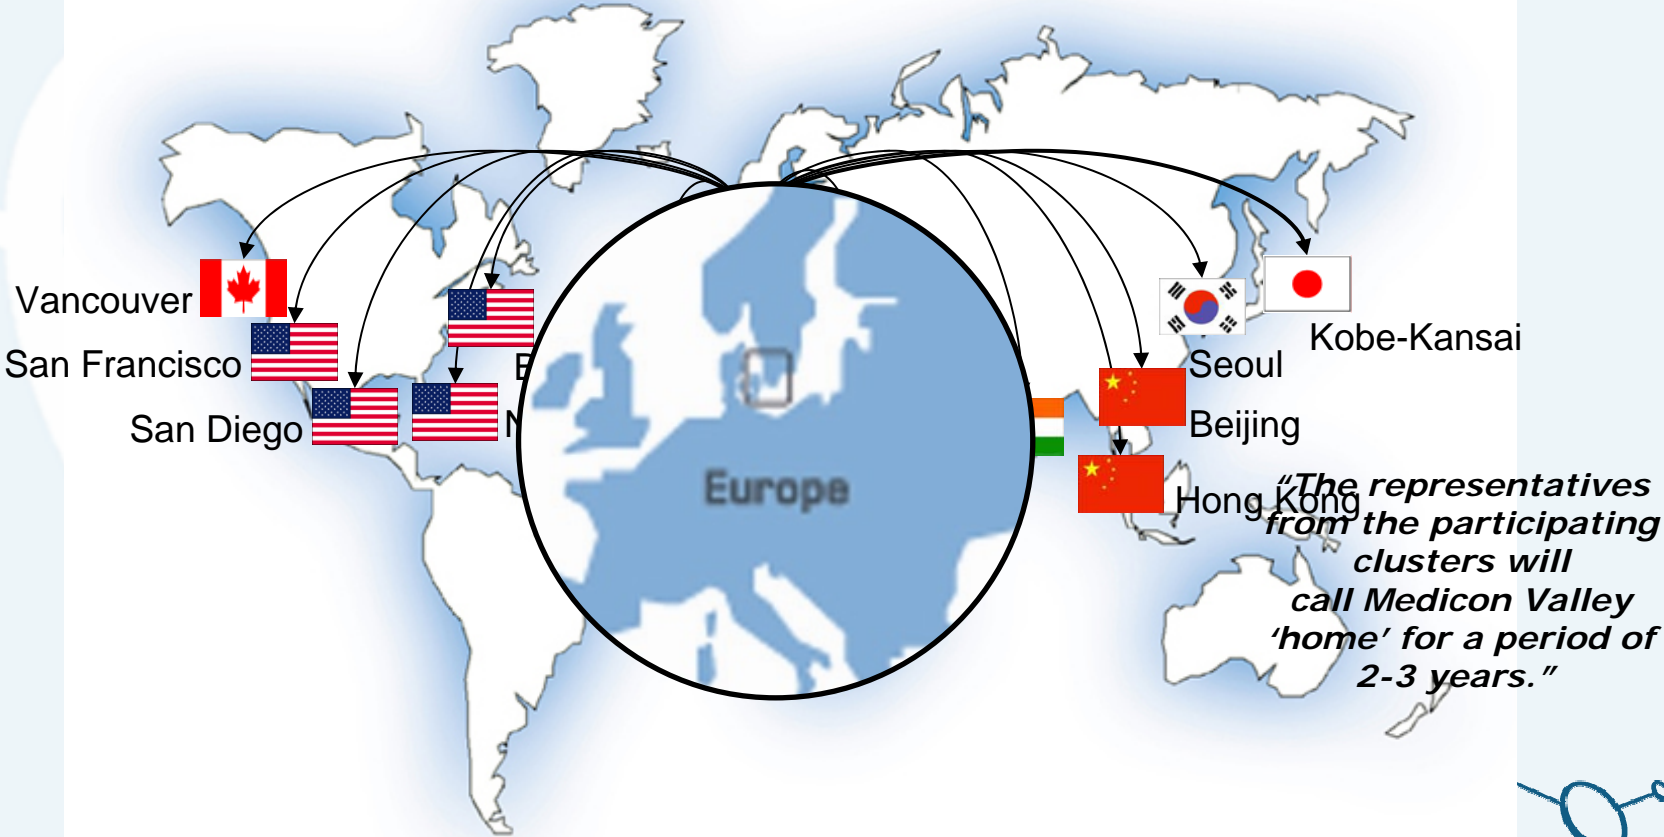 Vancouver
San Francisco
San Diego
Europe
Kobe-Kansai
Seoul
Beijing
Hong Kong
“The representatives
from the participating
clusters will
call Medicon Valley
‘home’ for a period of
2-3 years.”